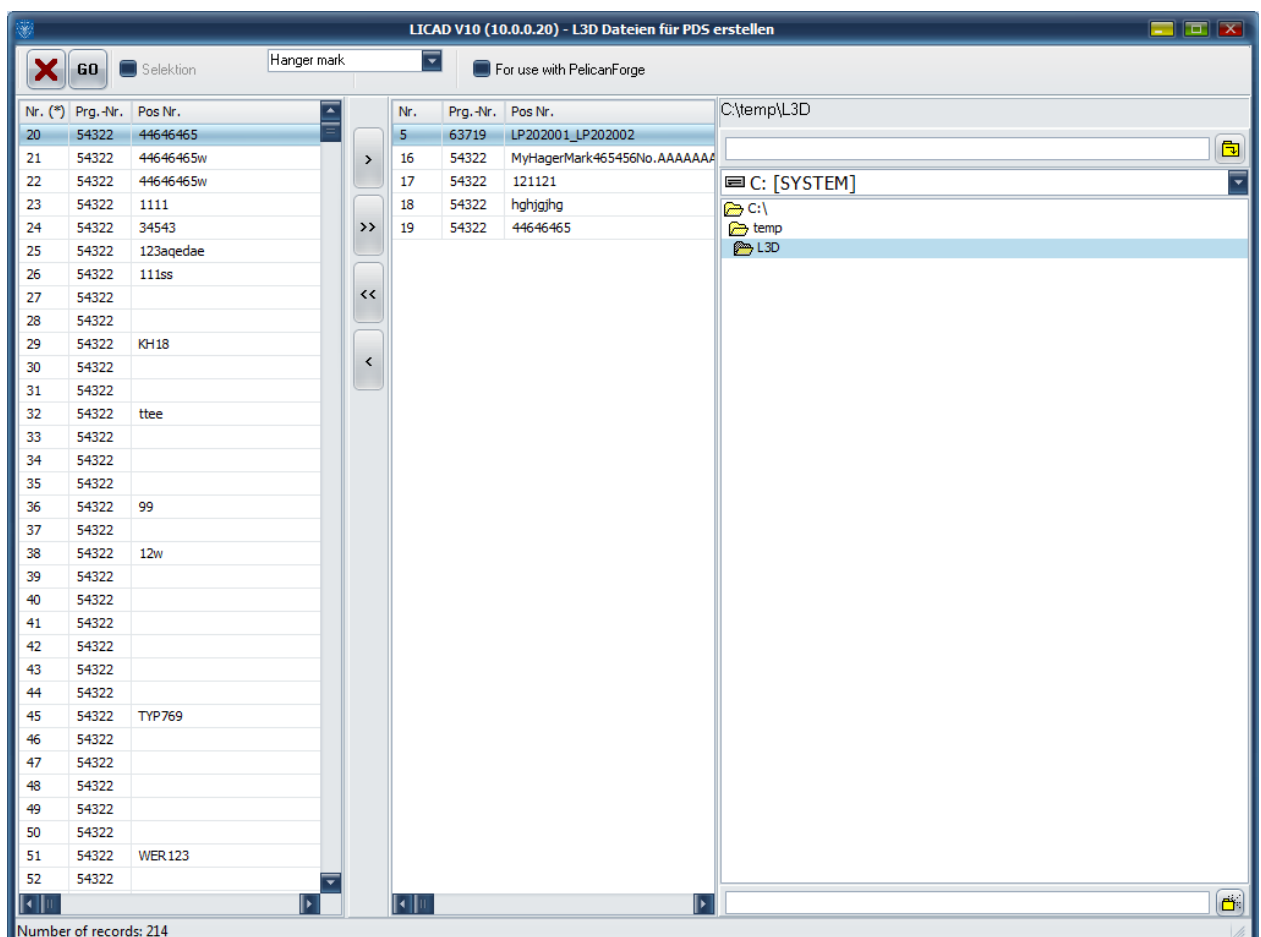 LICAD V10 (10.0.0.20) - L3D Dateien für PDS erstellen
GO Selektion Hanger mark For use with PelicanForge
Nr. (*) Prg.-Nr. Pos Nr.
20 54322 44646465
21 54322 44646465w
22 54322 44646465w
23 54322 1111
24 54322 34543
25 54322 123aqedae
26 54322 111ss
27 54322
28 54322
29 54322 KH18
30 54322
31 54322
32 54322 ttee
33 54322
34 54322
35 54322
36 54322 99
37 54322
38 54322 12w
39 54322
40 54322
41 54322
42 54322
43 54322
44 54322
45 54322 TYP769
46 54322
47 54322
48 54322
49 54322
50 54322
51 54322 WER123
52 54322
>
>>
<<
<
Nr. Prg.-Nr. Pos Nr.
5 63719 LP202001_LP202002
16 54322 MyHagerMark465456No.AAAAAAA
17 54322 121121
18 54322 hghjgjhg
19 54322 44646465
C:\temp\L3D
C: [SYSTEM]
C:\
temp
L3D
Number of records: 214